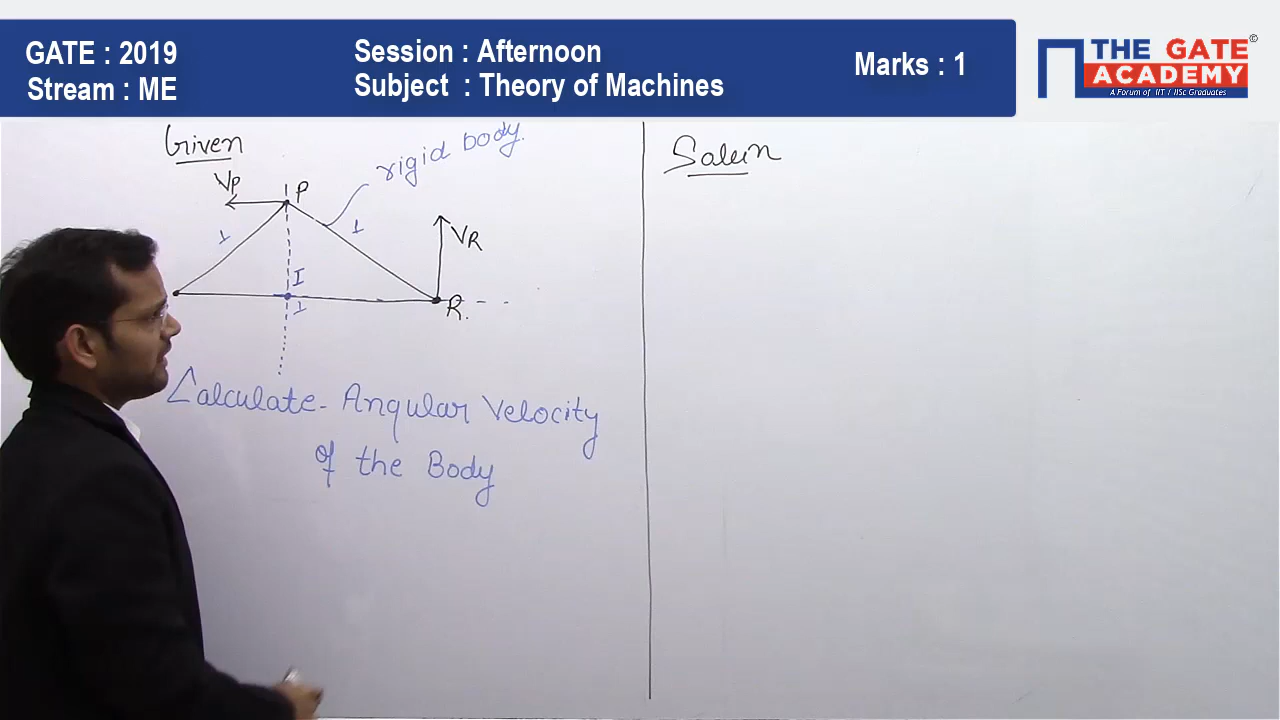 GATE : 2019
Stream : ME
Session : Afternoon
Subject : Theory of Machines
Marks : 1
THE GATE ACADEMY
©
A Forum of IIT / IISc Graduates
Given
rigid body.
VP
P
1
1
VR
I
1
R.
Calculate- Angular Velocity
of the Body